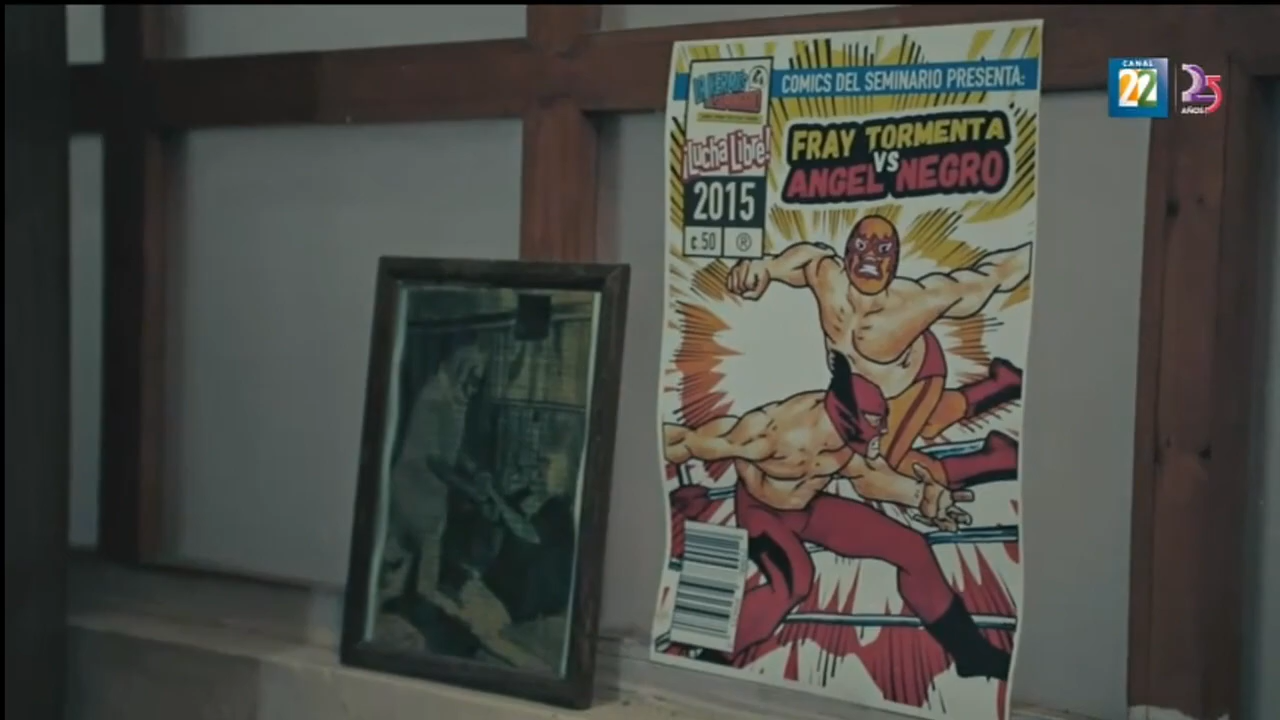 COMICS DEL SEMINARIO PRESENTA:
¡Lucha Libre!
2015
c.50 ®
FRAY TORMENTA
VS
ANGEL NEGRO
CANAL
22
25
AÑOS